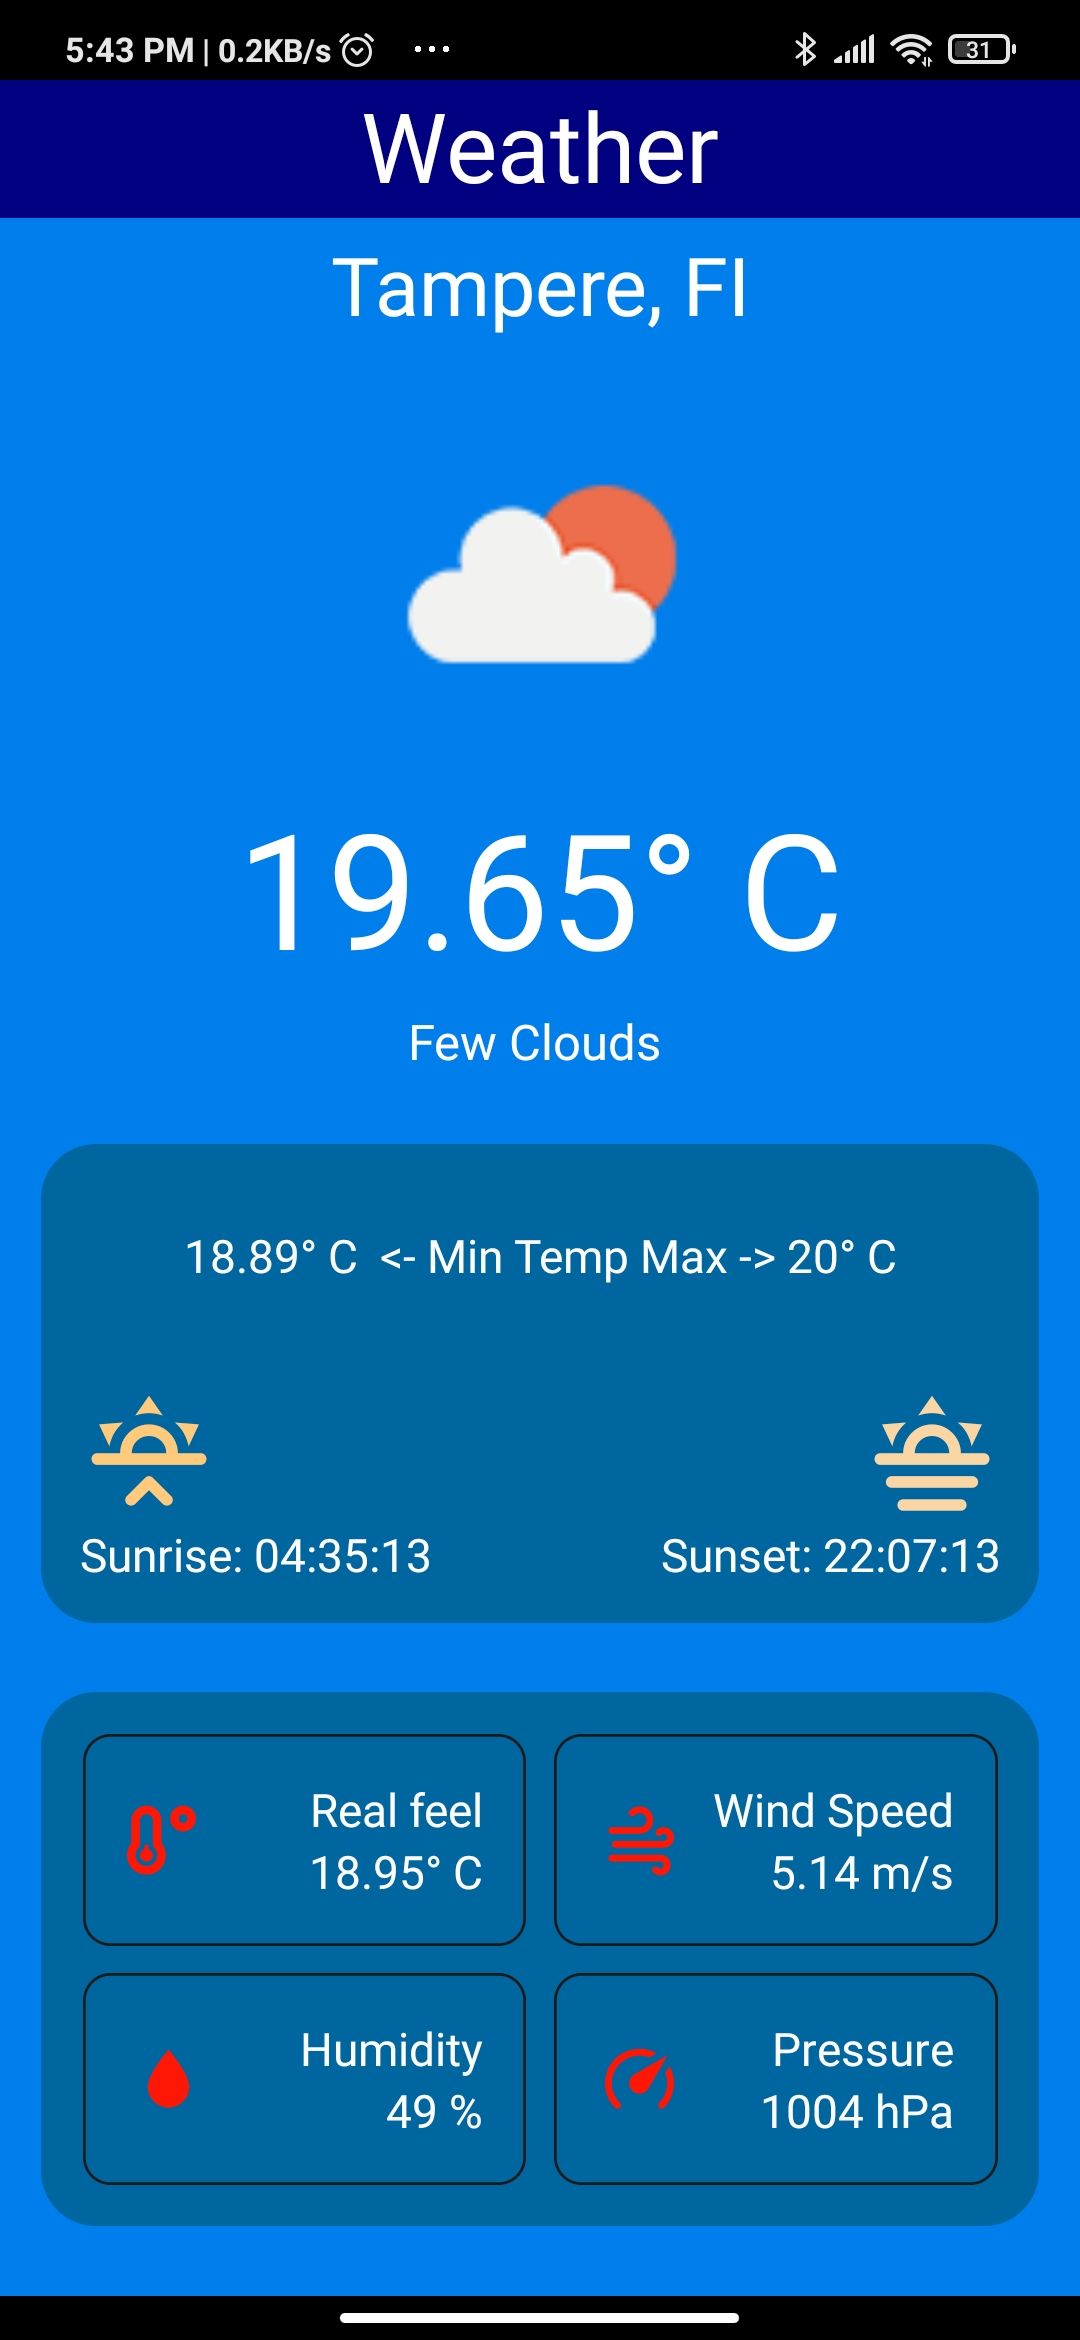 5:43 PM | 0.2KB/s ... 31
Weather
Tampere, FI
19.65° C
Few Clouds
18.89° C <- Min Temp Max -> 20° C
Sunrise: 04:35:13 Sunset: 22:07:13
Real feel
18.95° C
Wind Speed
5.14 m/s
Humidity
49 %
Pressure
1004 hPa